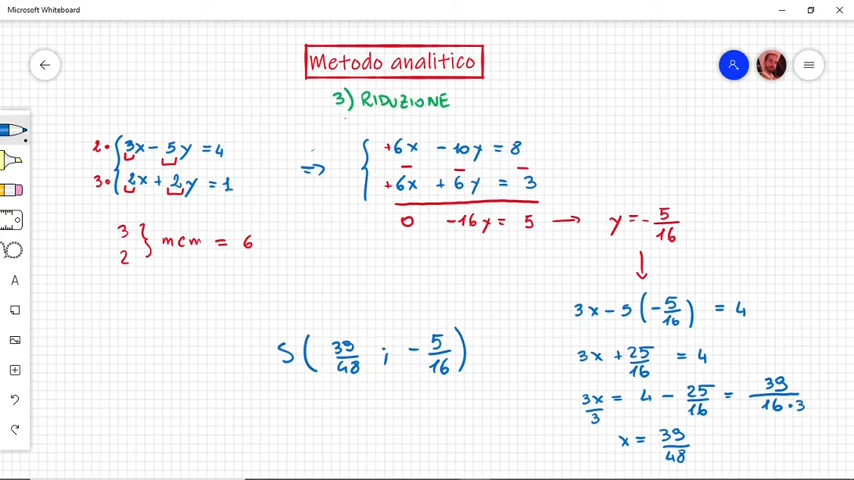 Microsoft Whiteboard
Metodo analitico
3) RIDUZIONE
2• { 3x - 5y = 4
3• { 2x + 2y = 1
=>
{ +6x - 10y = 8
- - -
+6x + 6y = 3
0 -16y = 5 → y = -5/16
3
2 } mcm = 6
3x - 5(-5/16) = 4
3x + 25/16 = 4
3x/3 = 4 - 25/16 = 39/16•3
x = 39/48
S(39/48 ; -5/16)
A